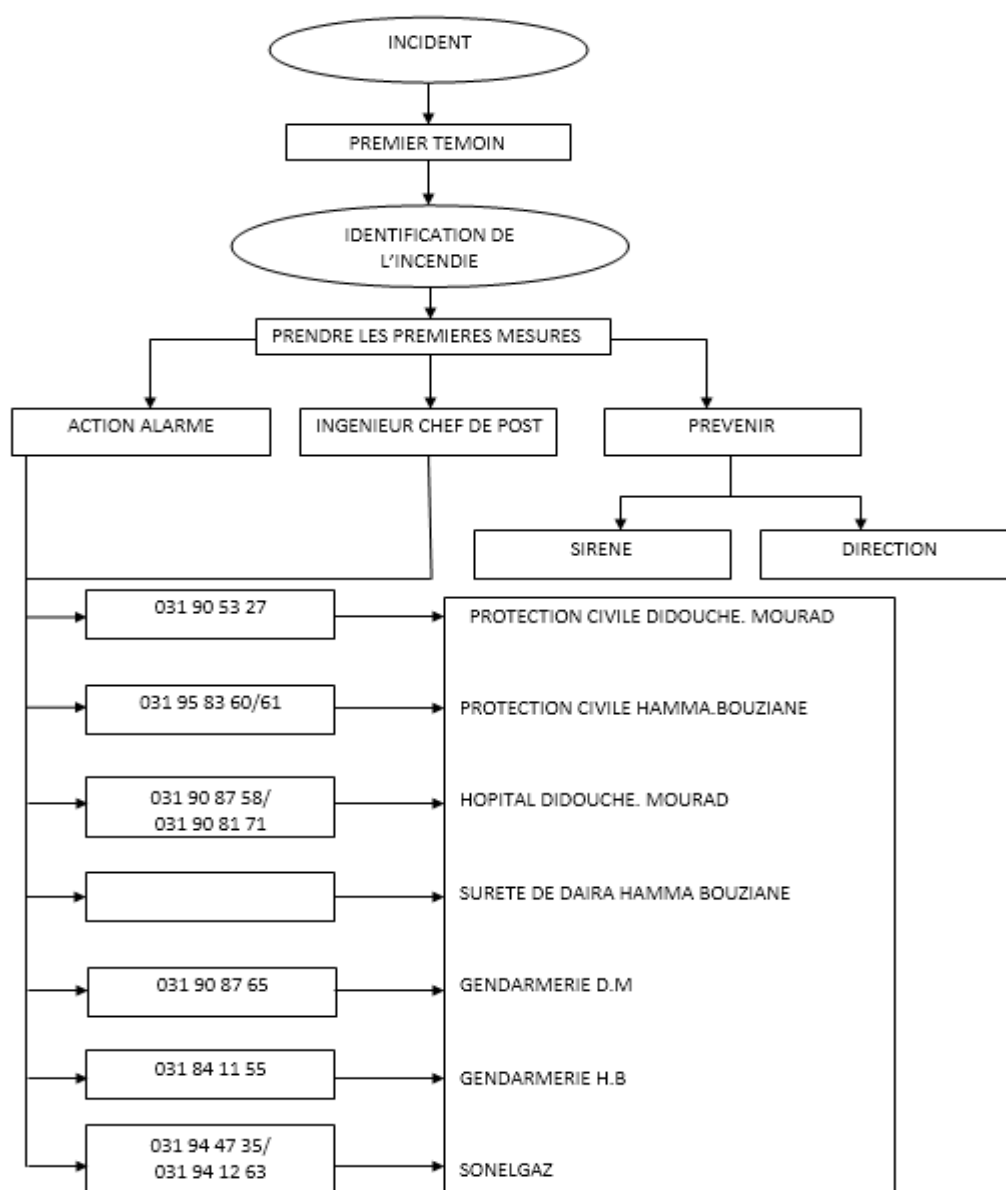 INCIDENT
PREMIER TEMOIN
IDENTIFICATION DE
L'INCENDIE
PRENDRE LES PREMIERES MESURES
ACTION ALARME
INGENIEUR CHEF DE POST
PREVENIR
SIRENE
DIRECTION
031 90 53 27
PROTECTION CIVILE DIDOUCHE. MOURAD
031 95 83 60/61
PROTECTION CIVILE HAMMA.BOUZIANE
031 90 87 58/
031 90 81 71
HOPITAL DIDOUCHE. MOURAD
SURETE DE DAIRA HAMMA BOUZIANE
031 90 87 65
GENDARMERIE D.M
031 84 11 55
GENDARMERIE H.B
031 94 47 35/
031 94 12 63
SONELGAZ